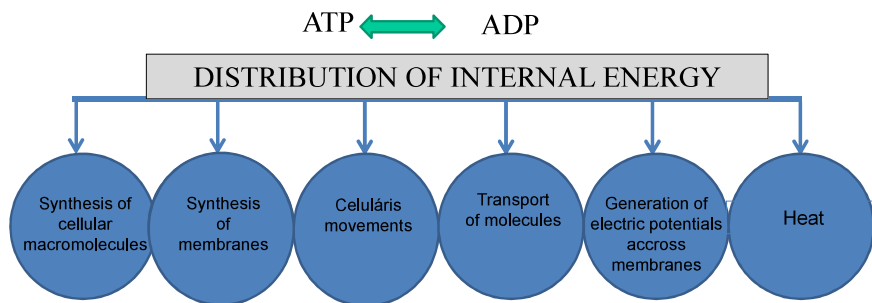 ATP ADP
DISTRIBUTION OF INTERNAL ENERGY
Synthesis of
cellular
macromolecules
Synthesis
of
membranes
Celuláris
movements
Transport
of molecules
Generation of
electric potentials
accross
membranes
Heat